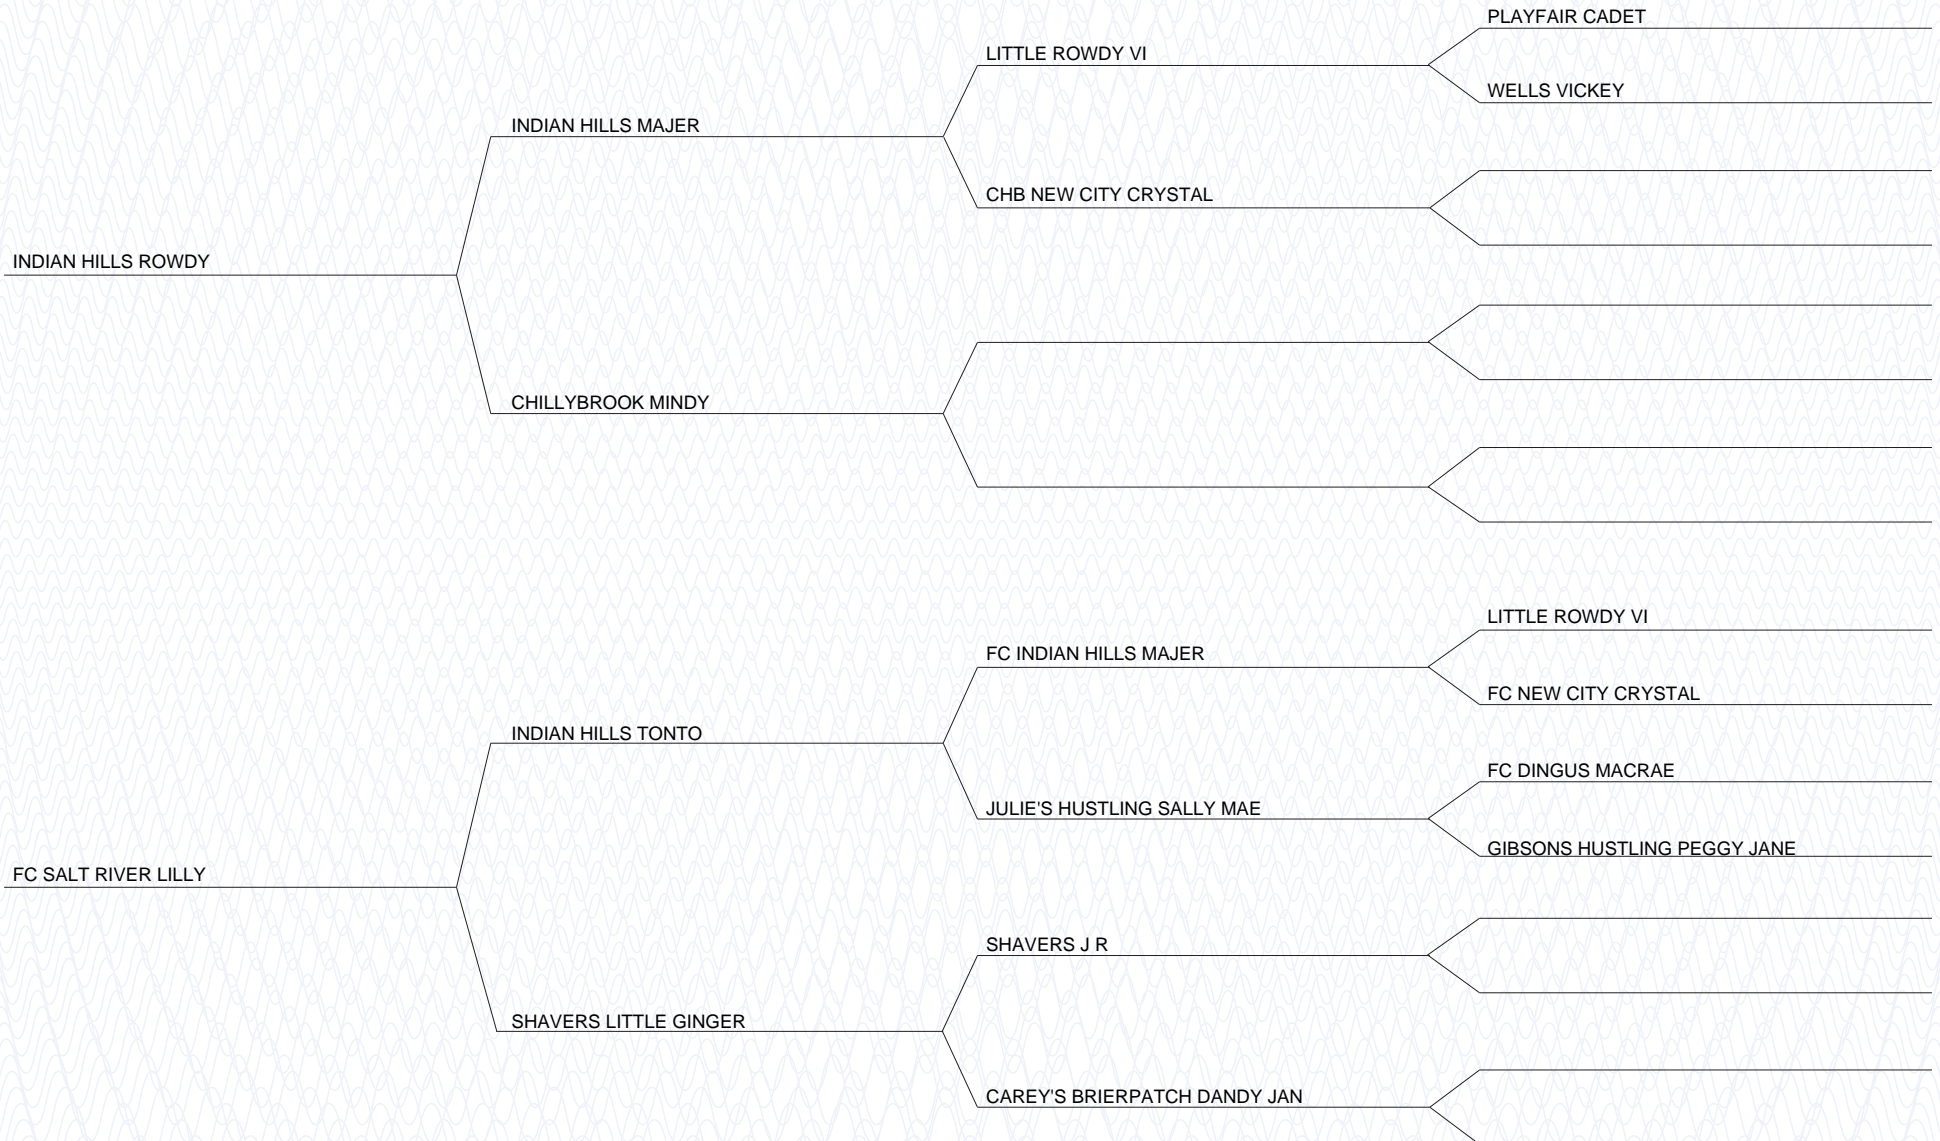 PLAYFAIR CADET
LITTLE ROWDY VI
WELLS VICKEY
INDIAN HILLS MAJER
CHB NEW CITY CRYSTAL
INDIAN HILLS ROWDY
CHILLYBROOK MINDY
LITTLE ROWDY VI
FC INDIAN HILLS MAJER
FC NEW CITY CRYSTAL
INDIAN HILLS TONTO
FC DINGUS MACRAE
JULIE'S HUSTLING SALLY MAE
GIBSONS HUSTLING PEGGY JANE
FC SALT RIVER LILLY
SHAVERS J R
SHAVERS LITTLE GINGER
CAREY'S BRIERPATCH DANDY JAN